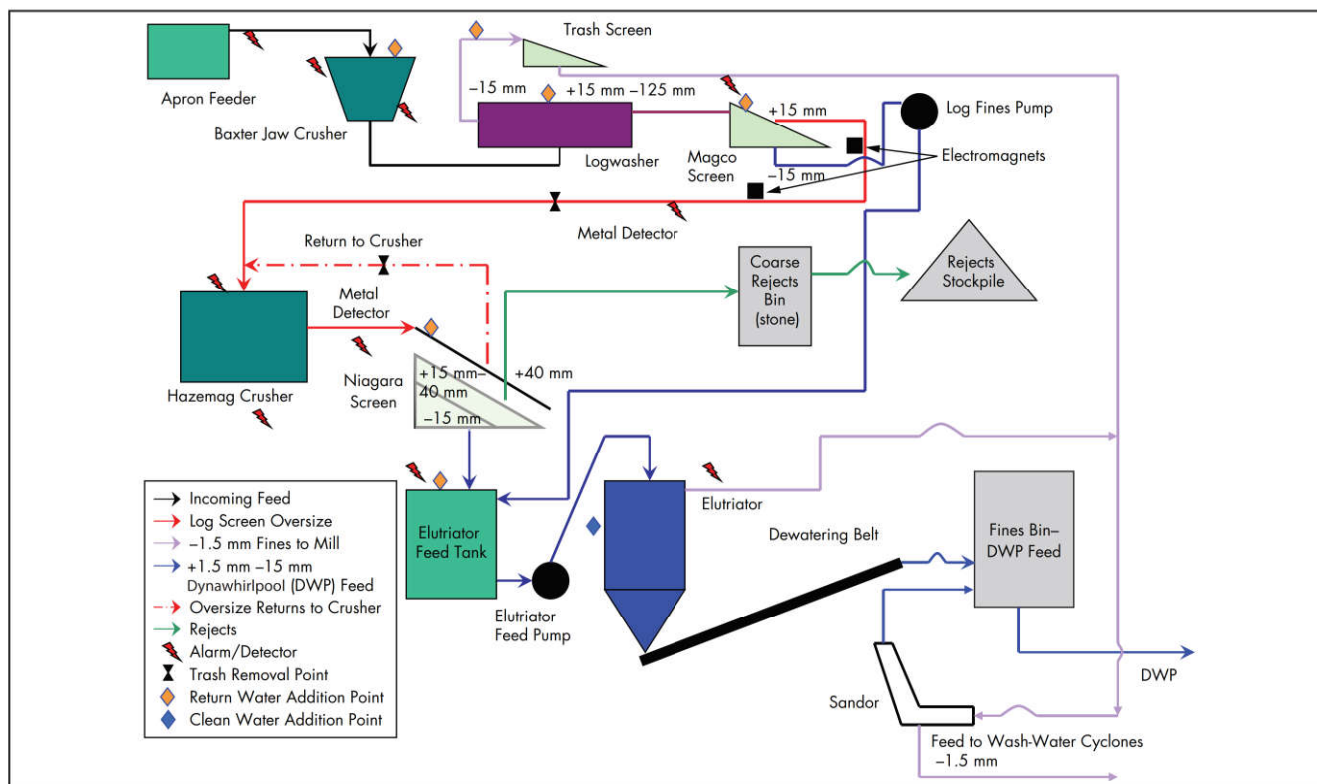 Trash Screen
Apron Feeder
–15 mm
+15 mm –125 mm
+15 mm
Log Fines Pump
Baxter Jaw Crusher
Logwasher
Magco
Screen
–15 mm
Electromagnets
Metal Detector
Return to Crusher
Coarse
Rejects
Bin
(stone)
Rejects
Stockpile
Metal
Detector
Hazemag Crusher
Niagara
Screen
+15 mm–
40 mm
–15 mm
+40 mm
Incoming Feed
Log Screen Oversize
–1.5 mm Fines to Mill
+1.5 mm –15 mm
Dynawhirlpool (DWP) Feed
Oversize Returns to Crusher
Rejects
Alarm/Detector
Trash Removal Point
Return Water Addition Point
Clean Water Addition Point
Elutriator
Feed Tank
Elutriator
Feed Pump
Elutriator
Dewatering Belt
Fines Bin–
DWP Feed
DWP
Sandor
Feed to Wash-Water Cyclones
–1.5 mm